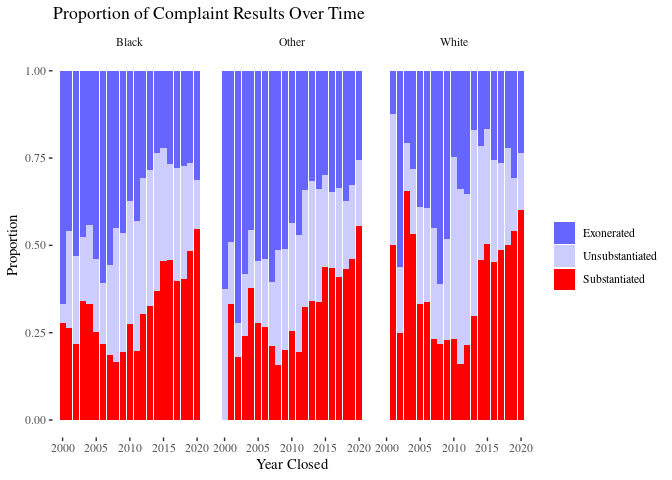 Proportion of Complaint Results Over Time
Black Other White
1.00
0.75
0.50
0.25
0.00
Proportion
2000 2005 2010 2015 2020 2000 2005 2010 2015 2020 2000 2005 2010 2015 2020
Year Closed
Exonerated
Unsubstantiated
Substantiated